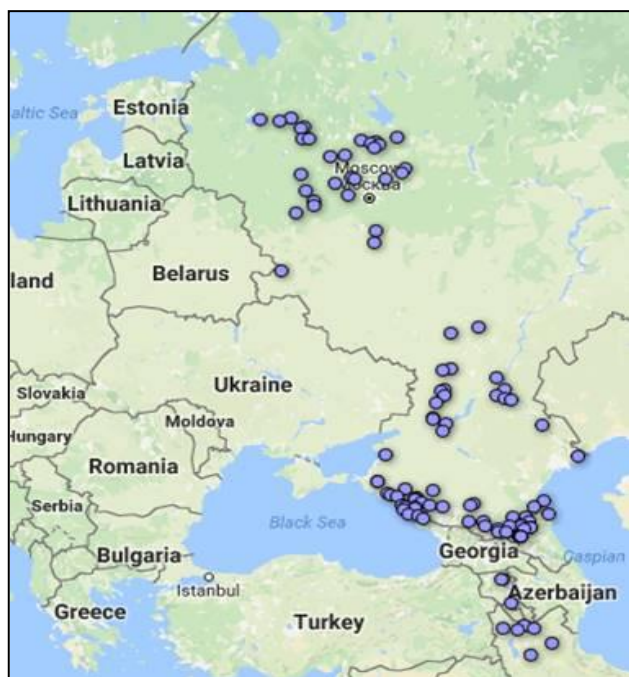 Estonia
altic Sea
Latvia
Moscow
Москва
Lithuania
Belarus
land
Ukraine
Slovakia
Moldova
Hungary
Romania
Serbia
Black Sea
Georgia
Caspian
Bulgaria
Istanbul
Azerbaijan
Greece
Turkey